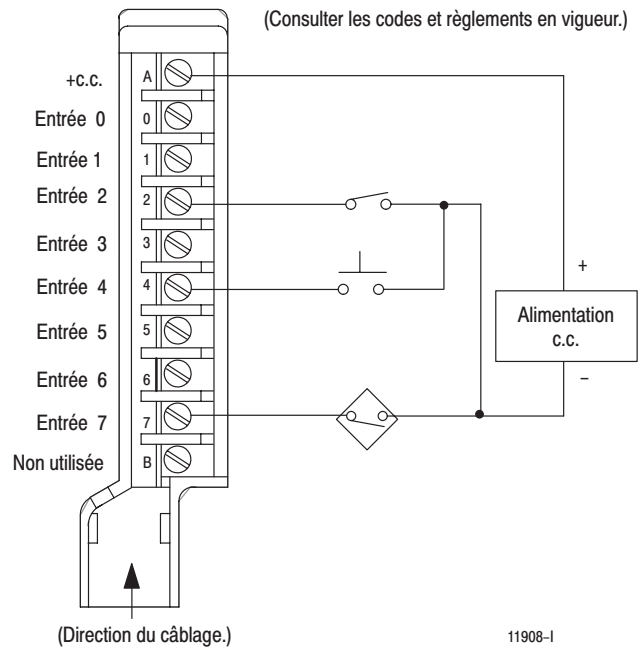 (Consulter les codes et règlements en vigueur.)
+c.c. A
Entrée 0 0
Entrée 1 1
Entrée 2 2
Entrée 3 3
Entrée 4 4
Entrée 5 5
Entrée 6 6
Entrée 7 7
Non utilisée B
+
Alimentation
c.c.
–
(Direction du câblage.)
11908–I